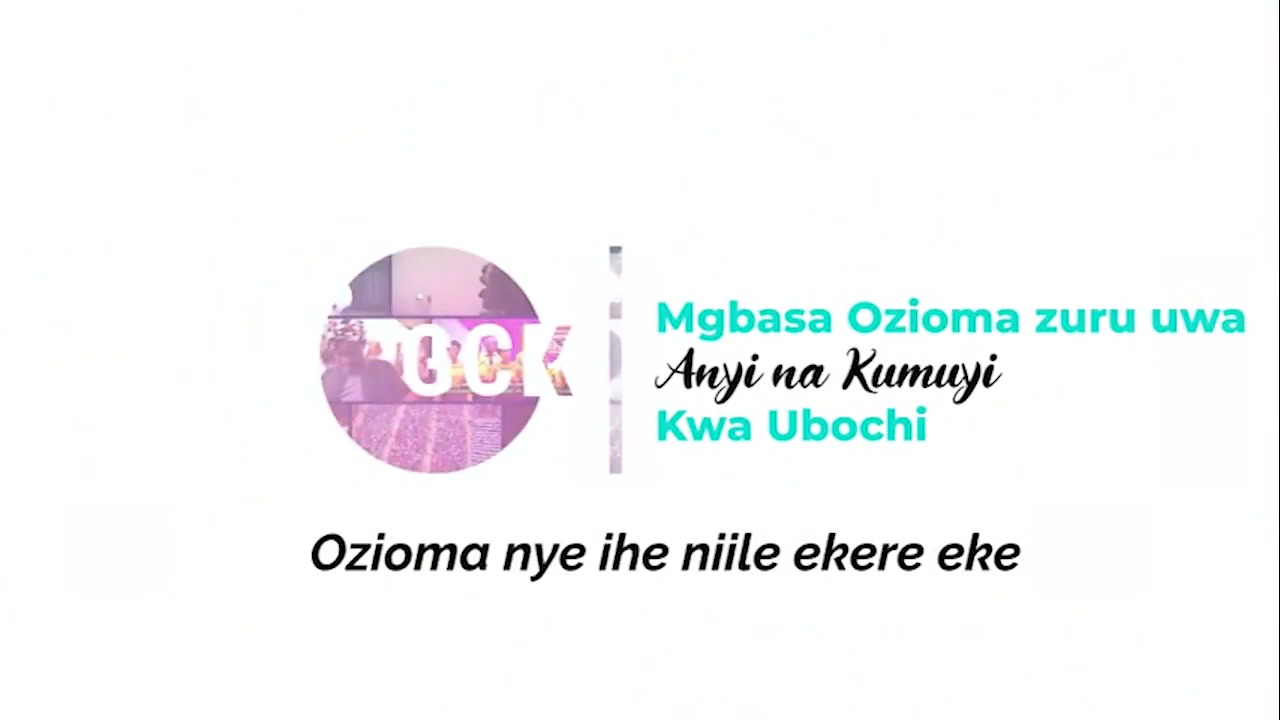 Mgbasa Ozioma zuru uwa
Anyi na Kumuyi
Kwa Ubochi
Ozioma nye ihe niile ekere eke